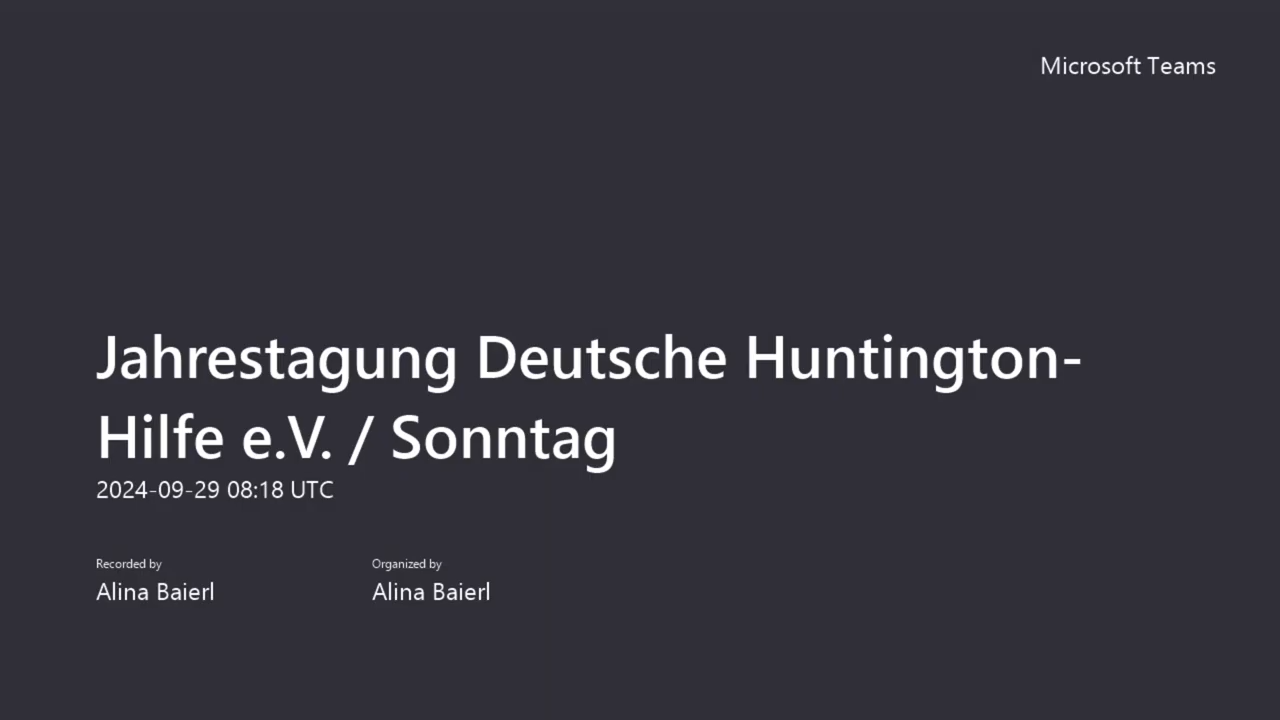 Microsoft Teams
Jahrestagung Deutsche Huntington-
Hilfe e.V. / Sonntag
2024-09-29 08:18 UTC
Recorded by
Alina Baierl
Organized by
Alina Baierl